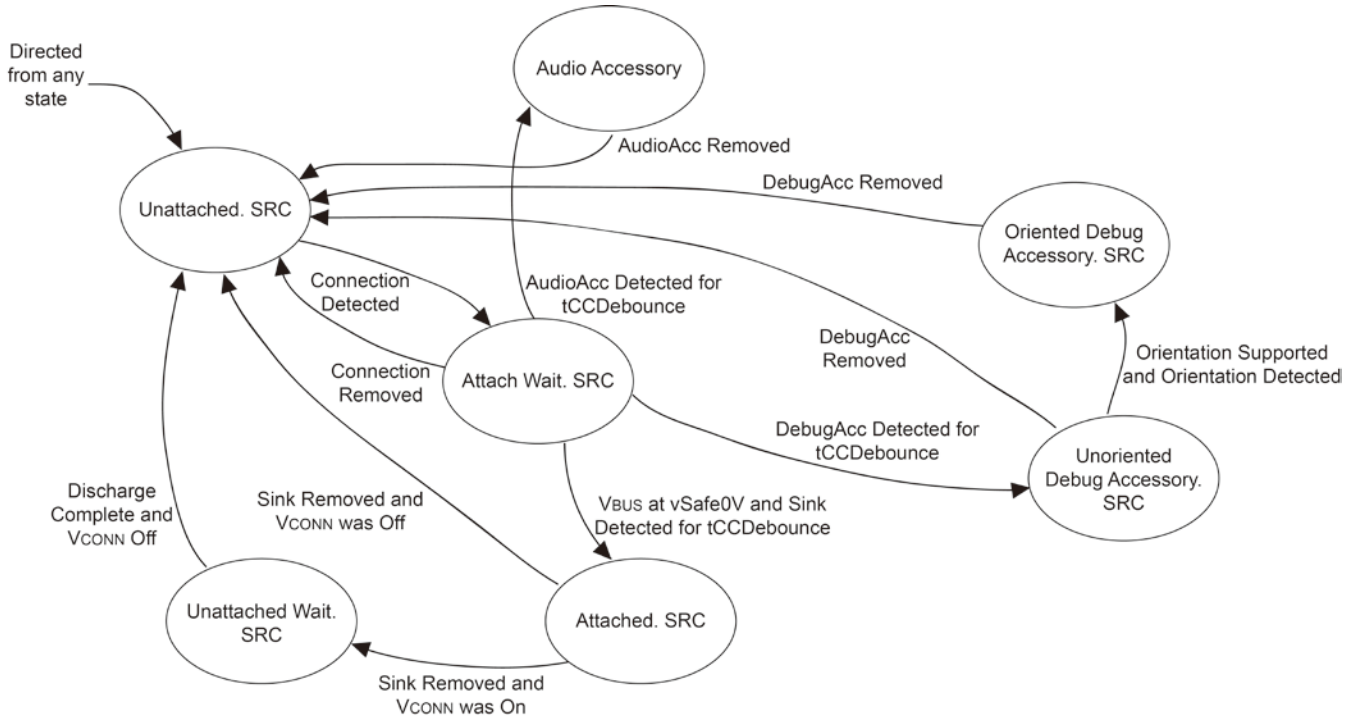 Directed
from any
state
Audio Accessory
AudioAcc Removed
DebugAcc Removed
Unattached. SRC
Oriented Debug
Accessory. SRC
Connection
Detected
AudioAcc Detected for
tCCDebounce
DebugAcc
Removed
Orientation Supported
and Orientation Detected
Connection
Removed
Attach Wait. SRC
DebugAcc Detected for
tCCDebounce
Unoriented
Debug Accessory.
SRC
Discharge
Complete and
VCONN Off
Sink Removed and
VCONN was Off
VBUS at vSafe0V and Sink
Detected for tCCDebounce
Unattached Wait.
SRC
Attached. SRC
Sink Removed and
VCONN was On